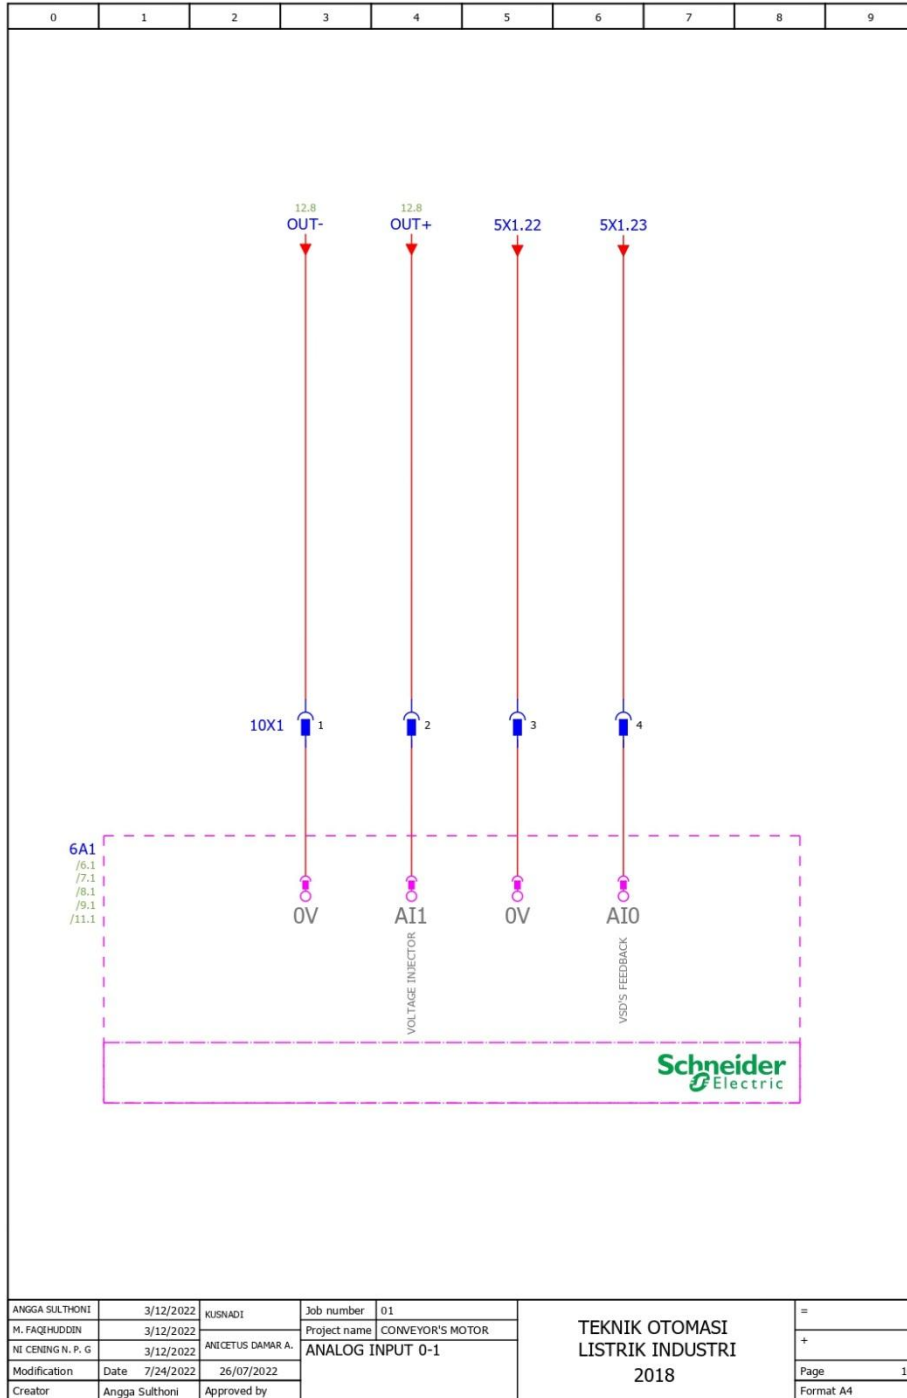 0 1 2 3 4 5 6 7 8 9
12.8 12.8
OUT- OUT+ 5X1.22 5X1.23
10X1 1 2 3 4
6A1
/6.1
/7.1
/8.1
/9.1
/11.1
0V AI1 0V AI0
VOLTAGE INJECTOR
VSD'S FEEDBACK
Schneider
Electric
ANGGA SULTHONI 3/12/2022 KUSNADI Job number 01
M. FAQIHUDDIN 3/12/2022 Project name CONVEYOR'S MOTOR
NI CENING N. P. G 3/12/2022 ANICETUS DAMAR A. ANALOG INPUT 0-1
Modification Date 7/24/2022 26/07/2022
Creator Angga Sulthoni Approved by
TEKNIK OTOMASI
LISTRIK INDUSTRI
2018
=
+
Page 1
Format A4